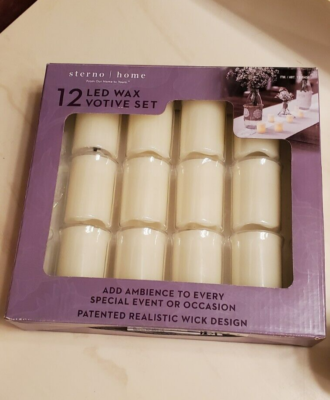 sterno | home
12 LED WAX
VOTIVE SET
ADD AMBIENCE TO EVERY
SPECIAL EVENT OR OCCASION
PATENTED REALISTIC WICK DESIGN